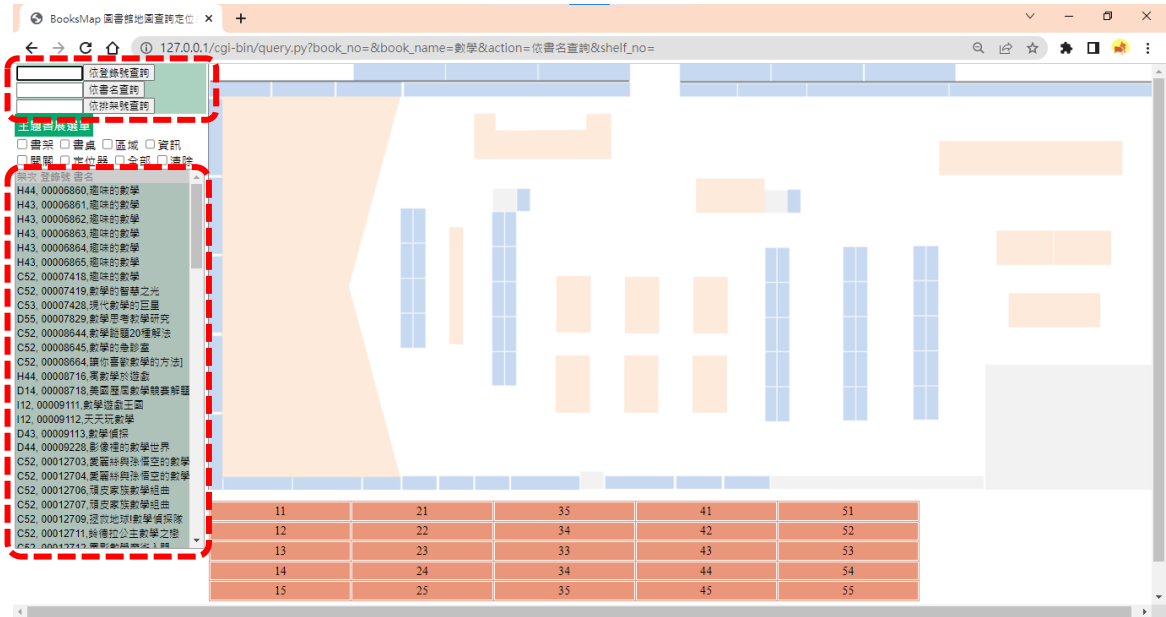 BooksMap 圖書館地圖查詢定位
127.0.0.1/cgi-bin/query.py?book_no=&book_name=數學&action=依書名查詢&shelf_no=
依登錄號查詢
依書名查詢
依排架號查詢
主題書展選單
書架 書桌 區域 資訊
開關 定位器 全部 清除
架次 登錄號 書名
H44, 00006860,趣味的數學
H43, 00006861,趣味的數學
H43, 00006862,趣味的數學
H43, 00006863,趣味的數學
H43, 00006864,趣味的數學
H43, 00006865,趣味的數學
C52, 00007418,趣味的數學
C52, 00007419,數學的智慧之光
C53, 00007428,現代數學的巨星
D55, 00007829,數學思考教學研究
C52, 00008644,數學謎題20種解法
C52, 00008645,數學的急診室
C52, 00008664,讓你喜歡數學的方法]
H44, 00008716,寓數學於遊戲
D14, 00008718,美國歷屆數學競賽解題
I12, 00009111,數學遊戲王國
I12, 00009112,天天玩數學
D43, 00009113,數學偵探
D44, 00009228,影像裡的數學世界
C52, 00012703,愛麗絲與孫悟空的數學
C52, 00012704,愛麗絲與孫悟空的數學
C52, 00012706,頑皮家族數學組曲
C52, 00012707,頑皮家族數學組曲
C52, 00012709,拯救地球!數學偵探隊
C52, 00012711,鈴德拉公主數學之戀
11 21 35 41 51
12 22 34 42 52
13 23 33 43 53
14 24 34 44 54
15 25 35 45 55